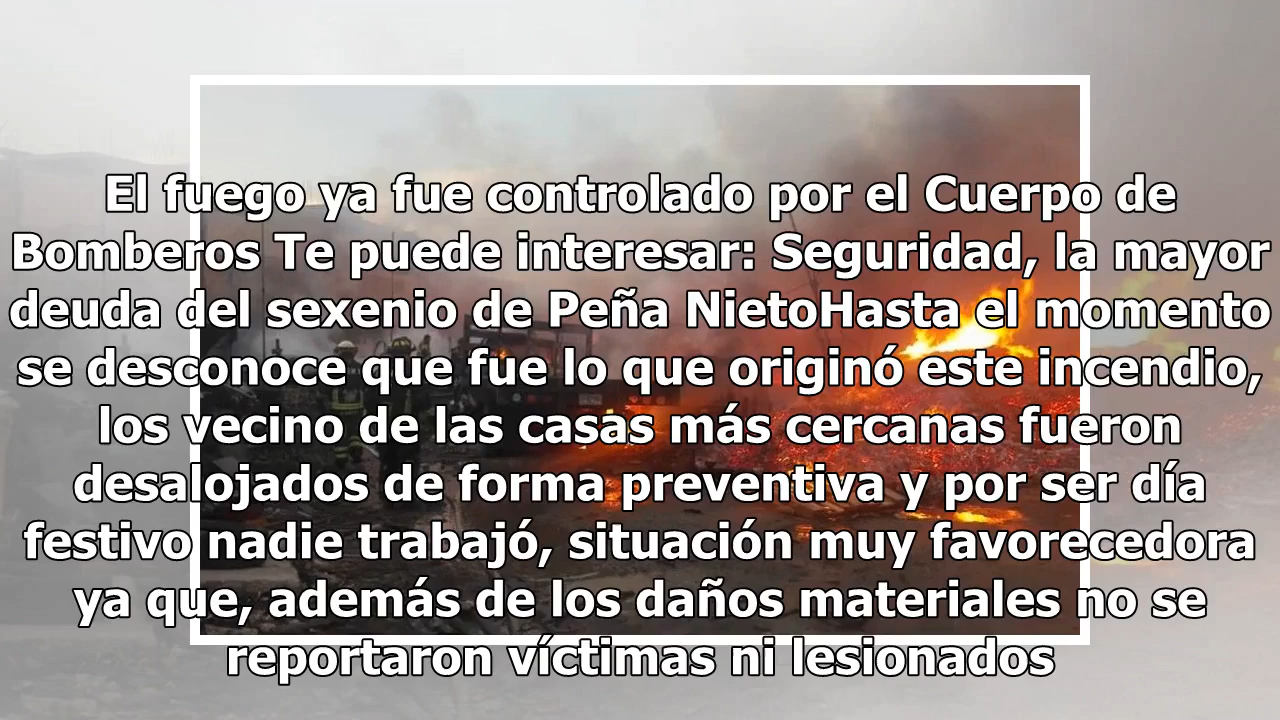 El fuego ya fue controlado por el Cuerpo de
Bomberos Te puede interesar: Seguridad, la mayor
deuda del sexenio de Peña NietoHasta el momento
se desconoce que fue lo que originó este incendio,
los vecino de las casas más cercanas fueron
desalojados de forma preventiva y por ser día
festivo nadie trabajó, situación muy favorecedora
ya que, además de los daños materiales no se
reportaron víctimas ni lesionados